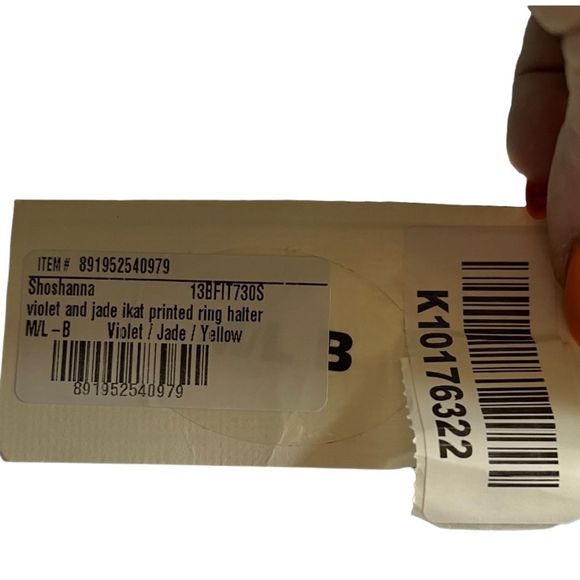 ITEM# 891952540979
Shoshanna 13BFIT730S
violet and jade ikat printed ring halter
M/L - B Violet / Jade / Yellow
891952540979
B
K10176322